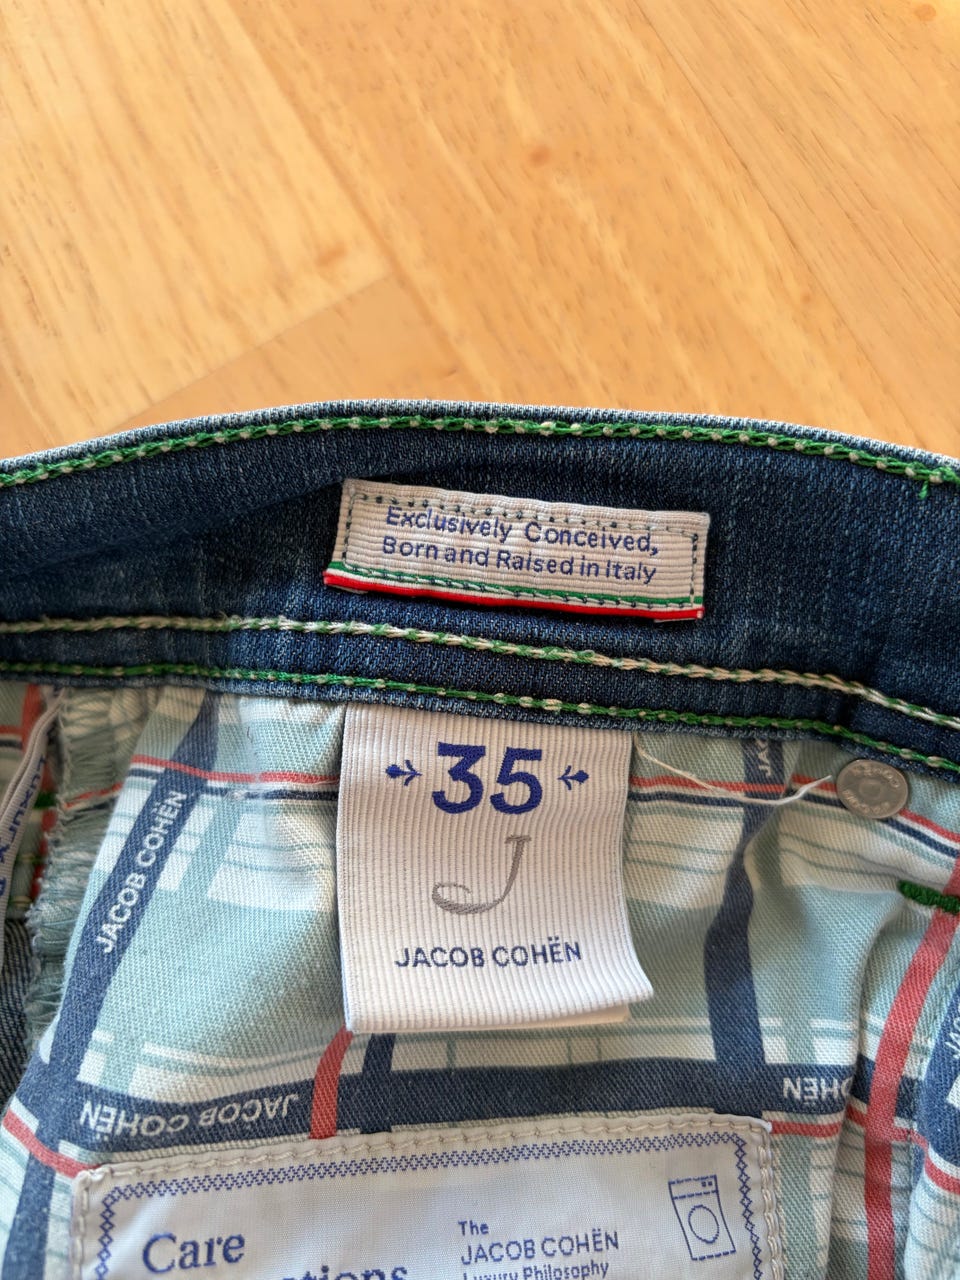 Exclusively Conceived,
Born and Raised in Italy
35
J
JACOB COHËN
JACOB COHËN
JACOB COHËN
COHËN
JA
Care
The
JACOB COHËN
Luxury Philosophy